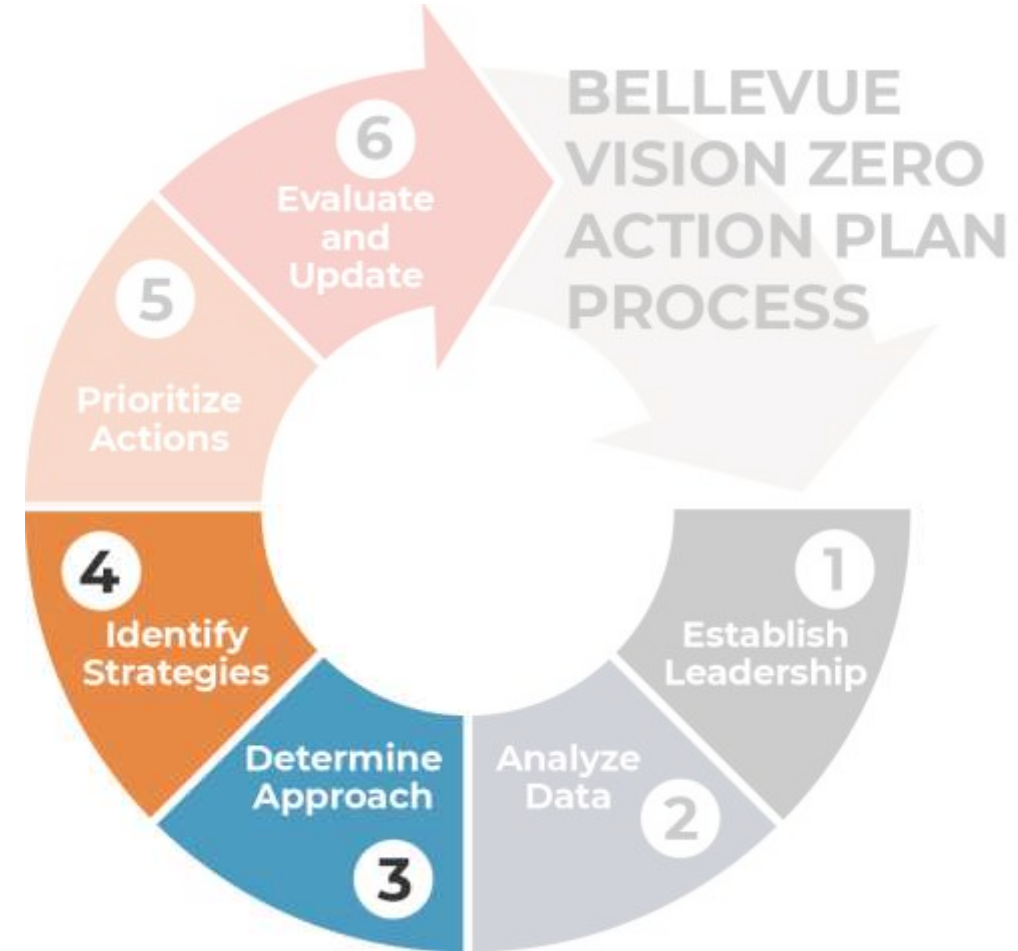 BELLEVUE
VISION ZERO
ACTION PLAN
PROCESS
1
Establish
Leadership
2
Analyze
Data
3
Determine
Approach
4
Identify
Strategies
5
Prioritize
Actions
6
Evaluate
and
Update